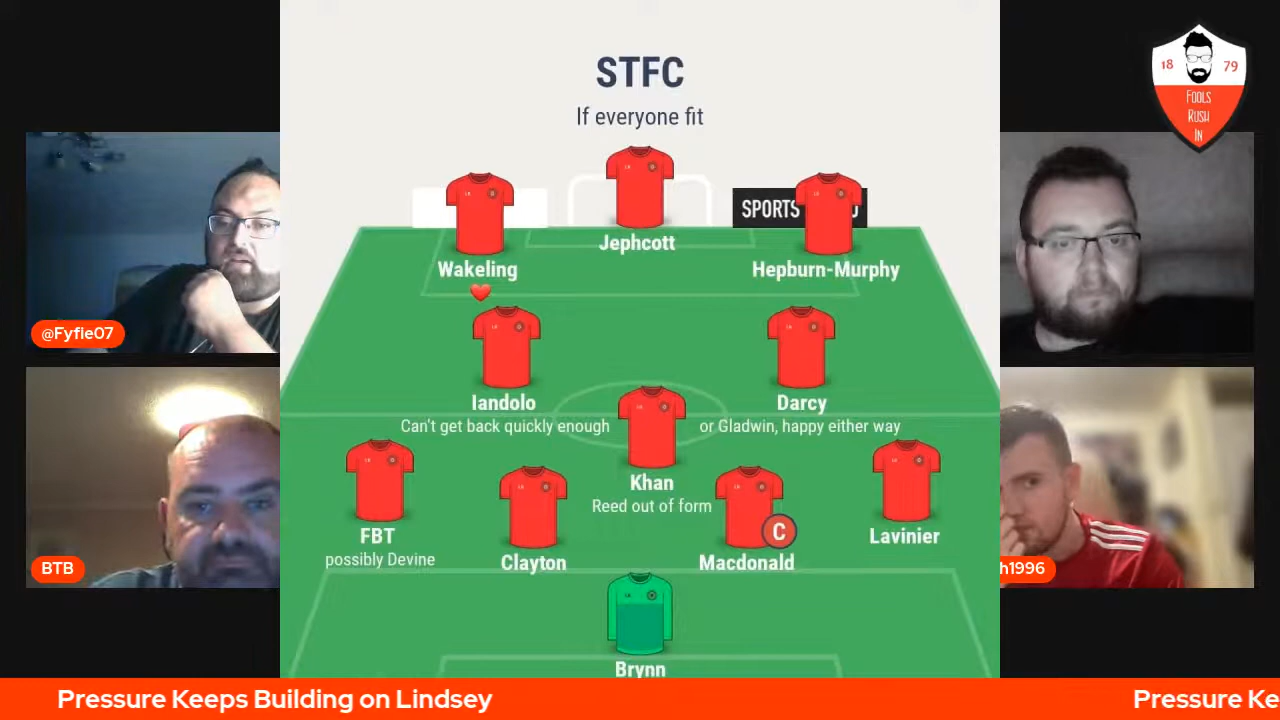 STFC
If everyone fit
18 79
FOOLS
RUSH
IN
SPORTS
Jephcott
Wakeling
Hepburn-Murphy
@Fyfie07
Iandolo
Can't get back quickly enough
Darcy
or Gladwin, happy either way
Khan
Reed out of form
FBT
possibly Devine
Clayton
C
Macdonald
Lavinier
BTB
h1996
Brynn
Pressure Keeps Building on Lindsey
Pressure Ke